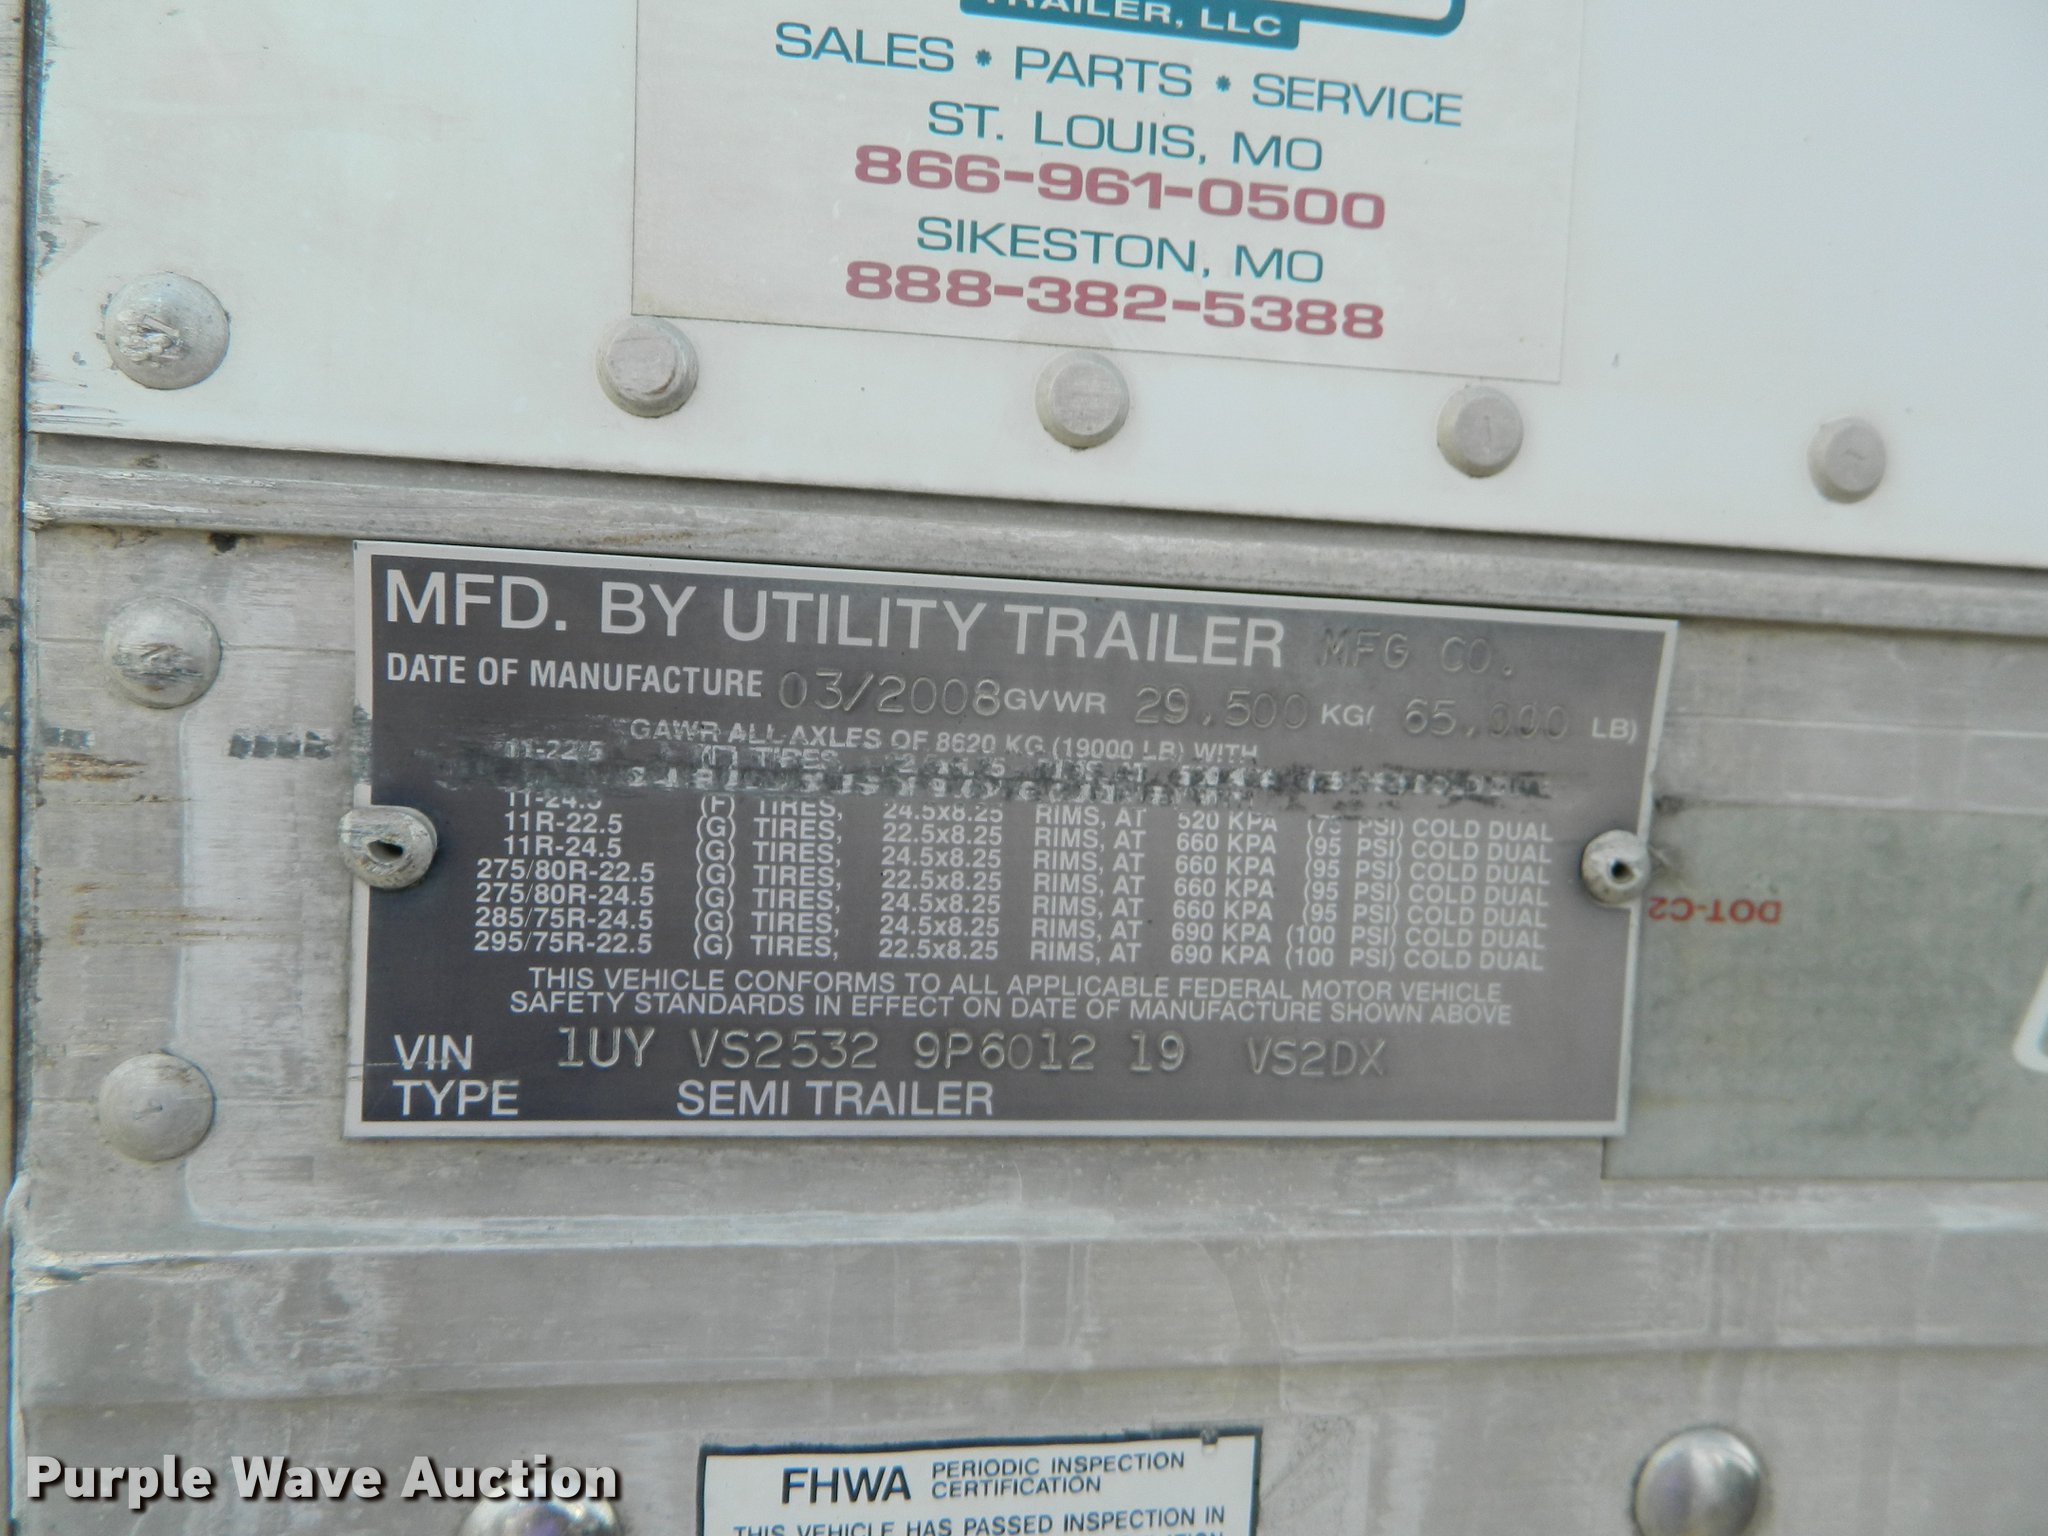 TRAILER, LLC
SALES * PARTS * SERVICE
ST. LOUIS, MO
866-961-0500
SIKESTON, MO
888-382-5388
MFD. BY UTILITY TRAILER MFG CO.
DATE OF MANUFACTURE 03/2008 GVWR 29,500 KG( 65,000 LB)
GAWR ALL AXLES OF 8620 KG (19000 LB) WITH
11-22.5 TIRES,
11-24.5 (F) TIRES, 24.5x8.25 RIMS, AT 520 KPA (75 PSI) COLD DUAL
11R-22.5 (G) TIRES, 22.5x8.25 RIMS, AT 660 KPA (95 PSI) COLD DUAL
11R-24.5 (G) TIRES, 24.5x8.25 RIMS, AT 660 KPA (95 PSI) COLD DUAL
275/80R-22.5 (G) TIRES, 22.5x8.25 RIMS, AT 660 KPA (95 PSI) COLD DUAL
275/80R-24.5 (G) TIRES, 24.5x8.25 RIMS, AT 660 KPA (95 PSI) COLD DUAL
285/75R-24.5 (G) TIRES, 24.5x8.25 RIMS, AT 690 KPA (100 PSI) COLD DUAL
295/75R-22.5 (G) TIRES, 22.5x8.25 RIMS, AT 690 KPA (100 PSI) COLD DUAL
THIS VEHICLE CONFORMS TO ALL APPLICABLE FEDERAL MOTOR VEHICLE
SAFETY STANDARDS IN EFFECT ON DATE OF MANUFACTURE SHOWN ABOVE
VIN 1UY VS2532 9P6012 19 VS2DX
TYPE SEMI TRAILER
DOT-C2
FHWA PERIODIC INSPECTION
CERTIFICATION
THIS VEHICLE HAS PASSED INSPECTION IN
Purple Wave Auction